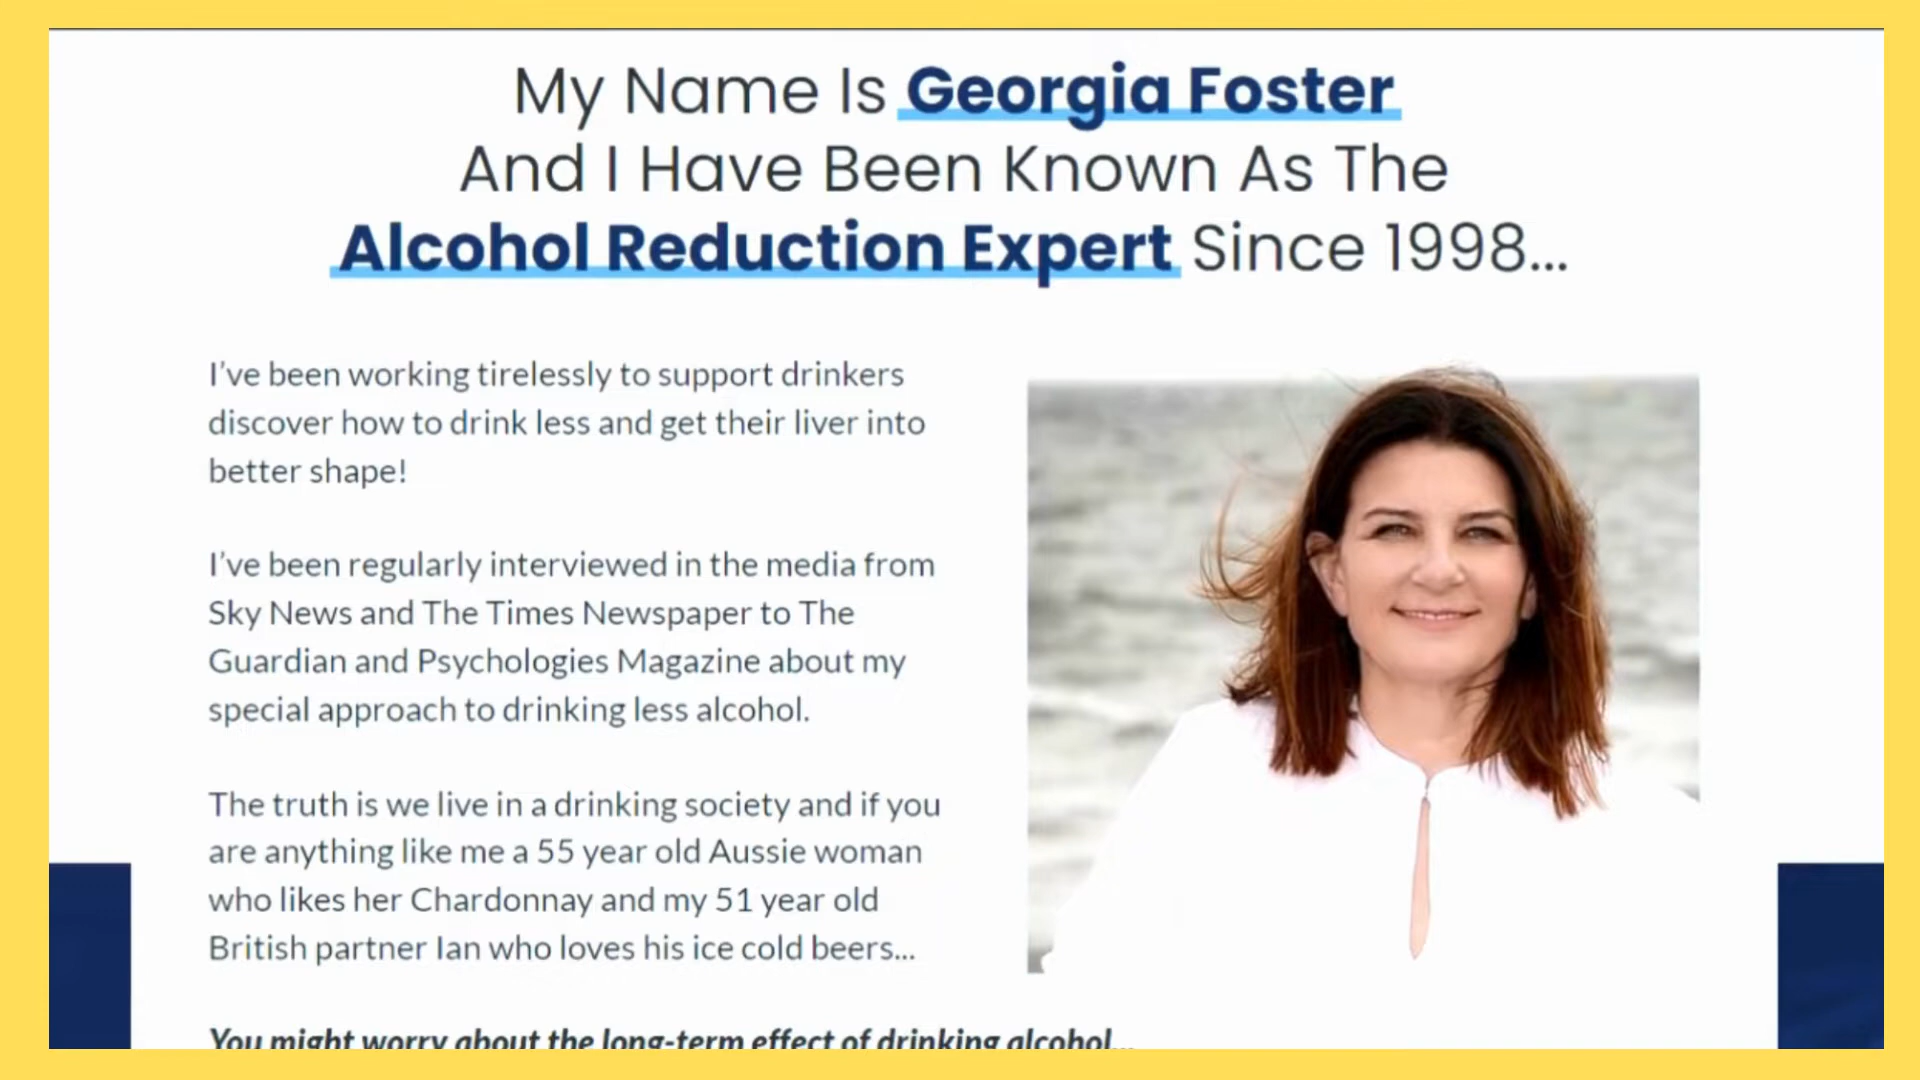 My Name Is Georgia Foster
And I Have Been Known As The
Alcohol Reduction Expert Since 1998...
I've been working tirelessly to support drinkers
discover how to drink less and get their liver into
better shape!
I've been regularly interviewed in the media from
Sky News and The Times Newspaper to The
Guardian and Psychologies Magazine about my
special approach to drinking less alcohol.
The truth is we live in a drinking society and if you
are anything like me a 55 year old Aussie woman
who likes her Chardonnay and my 51 year old
British partner Ian who loves his ice cold beers...
You might worry about the long-term effect of drinking alcohol...